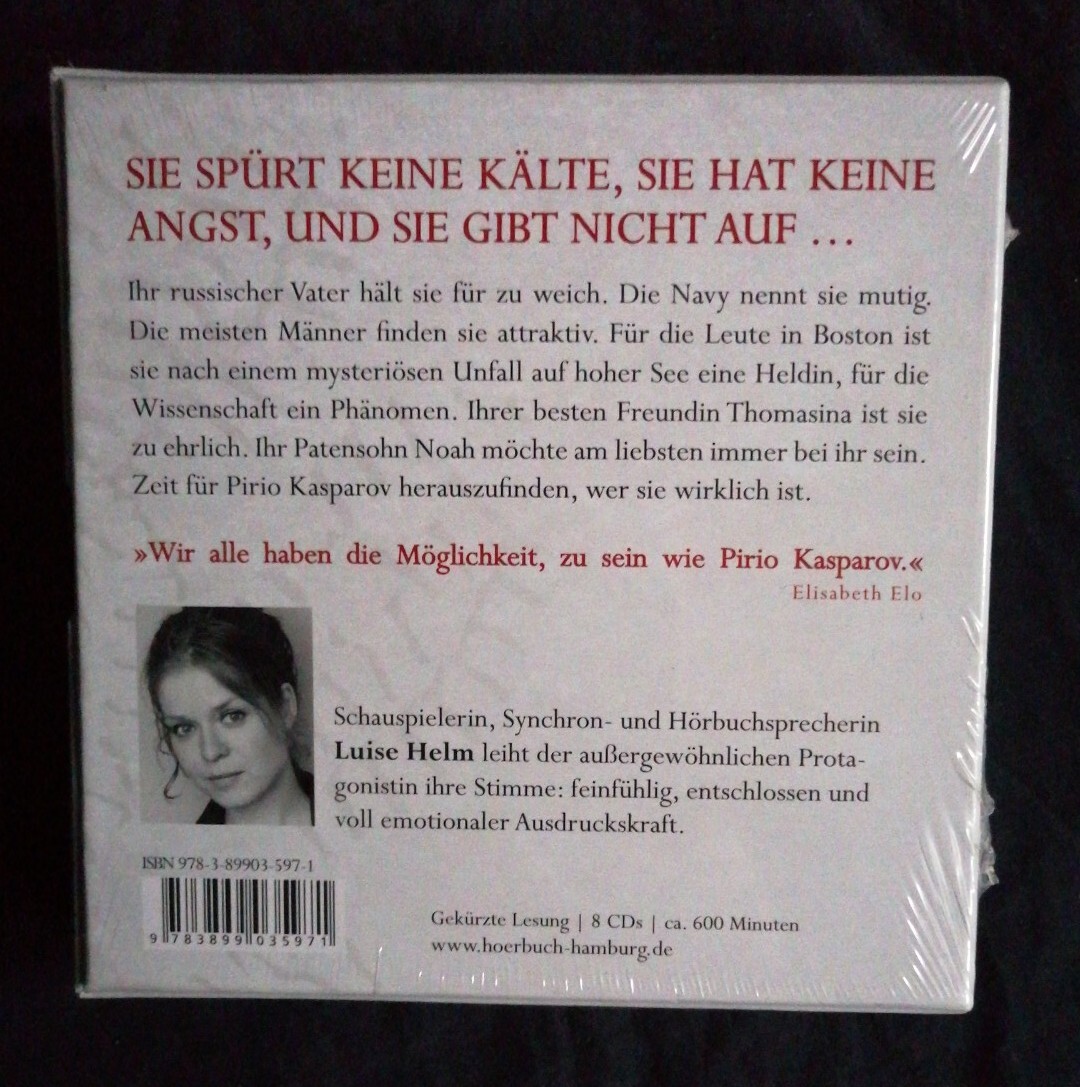 SIE SPÜRT KEINE KÄLTE, SIE HAT KEINE
ANGST, UND SIE GIBT NICHT AUF …
Ihr russischer Vater hält sie für zu weich. Die Navy nennt sie mutig.
Die meisten Männer finden sie attraktiv. Für die Leute in Boston ist
sie nach einem mysteriösen Unfall auf hoher See eine Heldin, für die
Wissenschaft ein Phänomen. Ihrer besten Freundin Thomasina ist sie
zu ehrlich. Ihr Patensohn Noah möchte am liebsten immer bei ihr sein.
Zeit für Pirio Kasparov herauszufinden, wer sie wirklich ist.
»Wir alle haben die Möglichkeit, zu sein wie Pirio Kasparov.«
Elisabeth Elo
Schauspielerin, Synchron- und Hörbuchsprecherin
Luise Helm leiht der außergewöhnlichen Prota-
gonistin ihre Stimme: feinfühlig, entschlossen und
voll emotionaler Ausdruckskraft.
ISBN 978-3-89903-597-1
9 783899 035971
Gekürzte Lesung | 8 CDs | ca. 600 Minuten
www.hoerbuch-hamburg.de